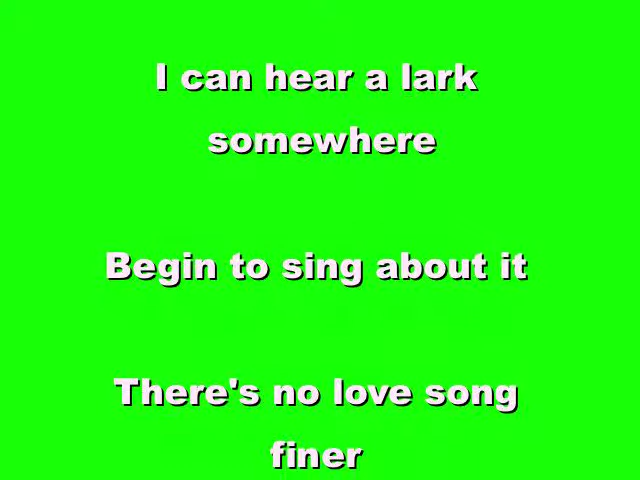 I can hear a lark
somewhere
Begin to sing about it
There's no love song
finer